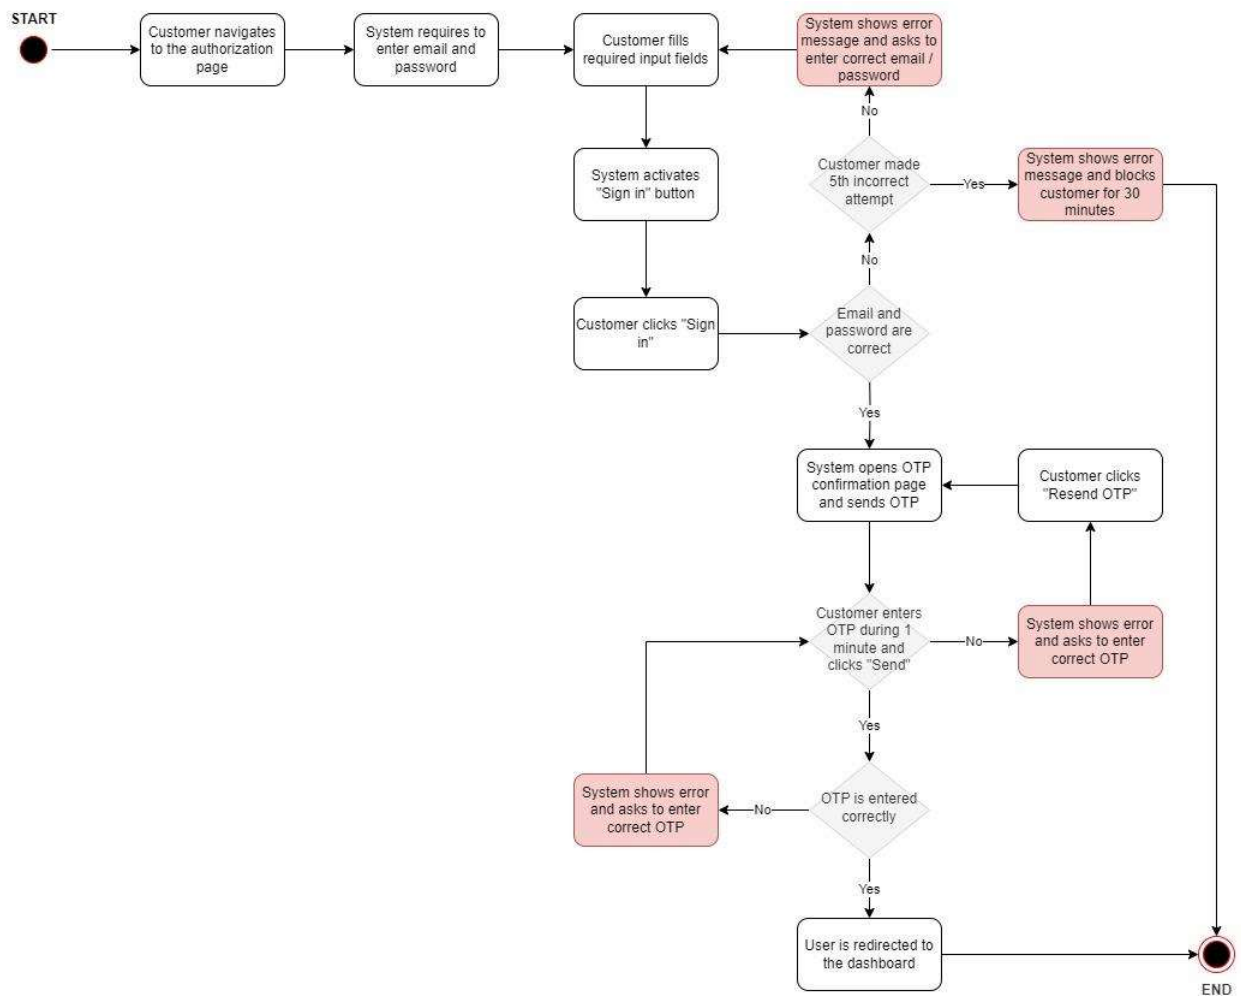 START
Customer navigates
to the authorization
page
System requires to
enter email and
password
Customer fills
required input fields
System shows error
message and asks to
enter correct email /
password
No
System activates
"Sign in" button
Customer made
5th incorrect
attempt
Yes
System shows error
message and blocks
customer for 30
minutes
No
Customer clicks "Sign
in"
Email and
password are
correct
Yes
System opens OTP
confirmation page
and sends OTP
Customer clicks
"Resend OTP"
Customer enters
OTP during 1
minute and
clicks "Send"
No
System shows error
and asks to enter
correct OTP
Yes
System shows error
and asks to enter
correct OTP
No
OTP is entered
correctly
Yes
User is redirected to
the dashboard
END